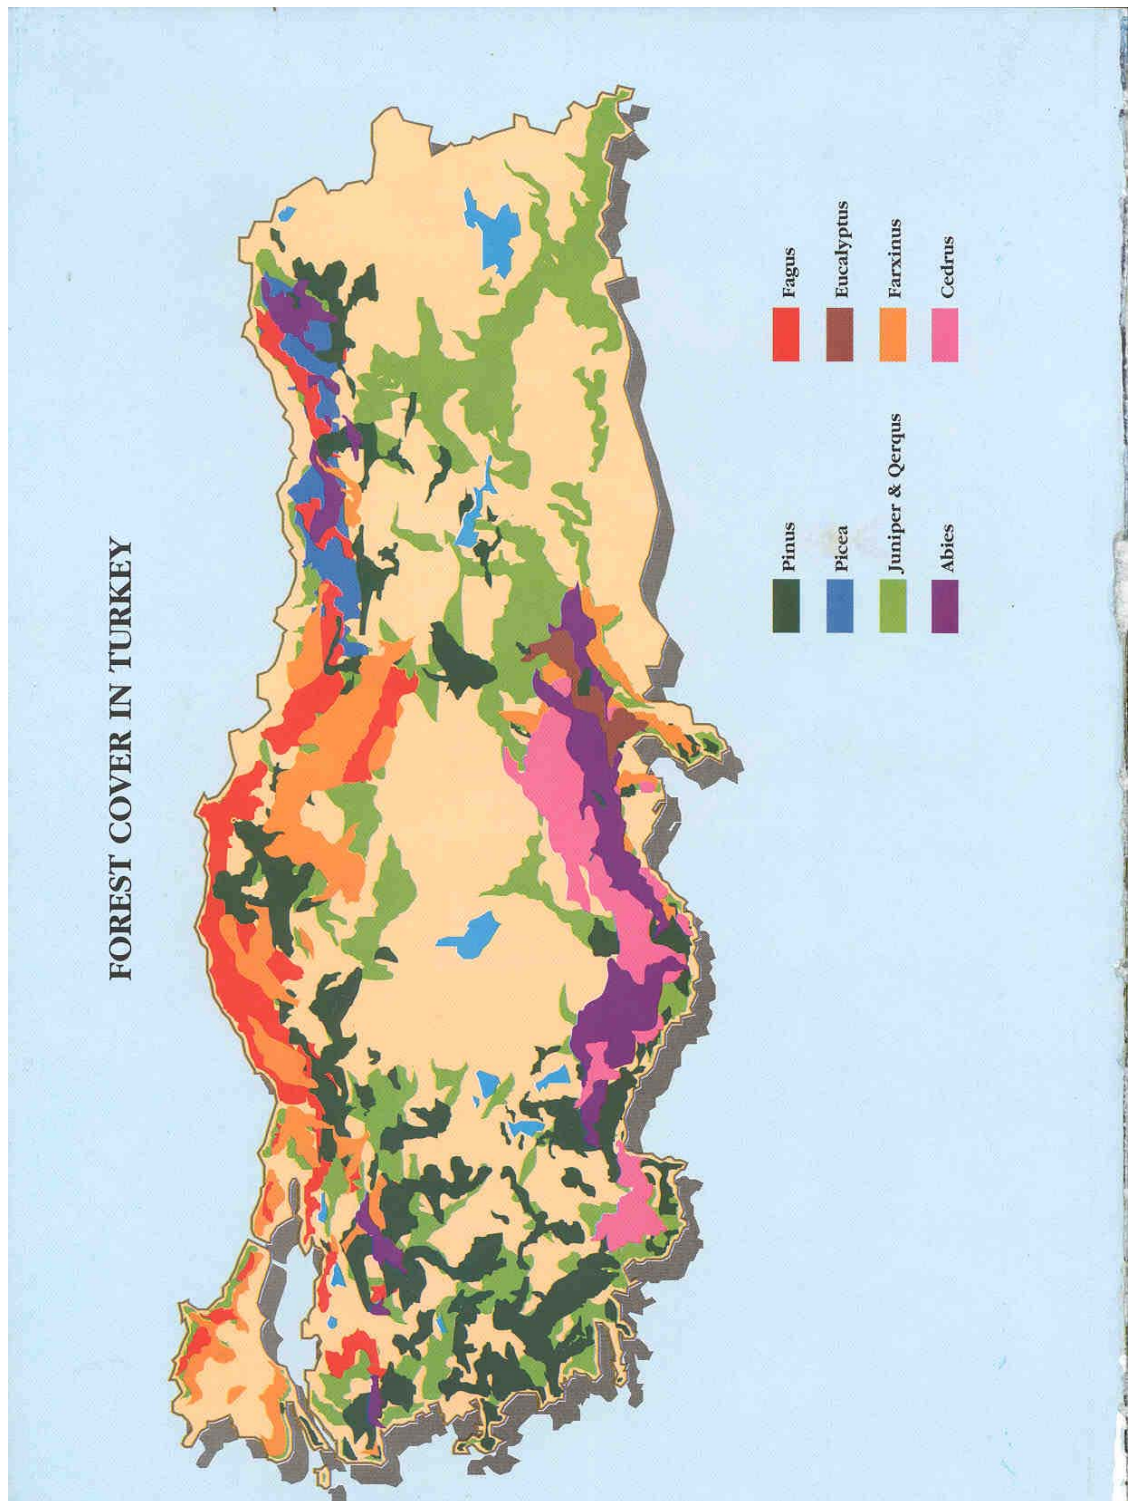 FOREST COVER IN TURKEY
Pinus
Picea
Juniper & Qerqus
Abies
Fagus
Eucalyptus
Farxinus
Cedrus